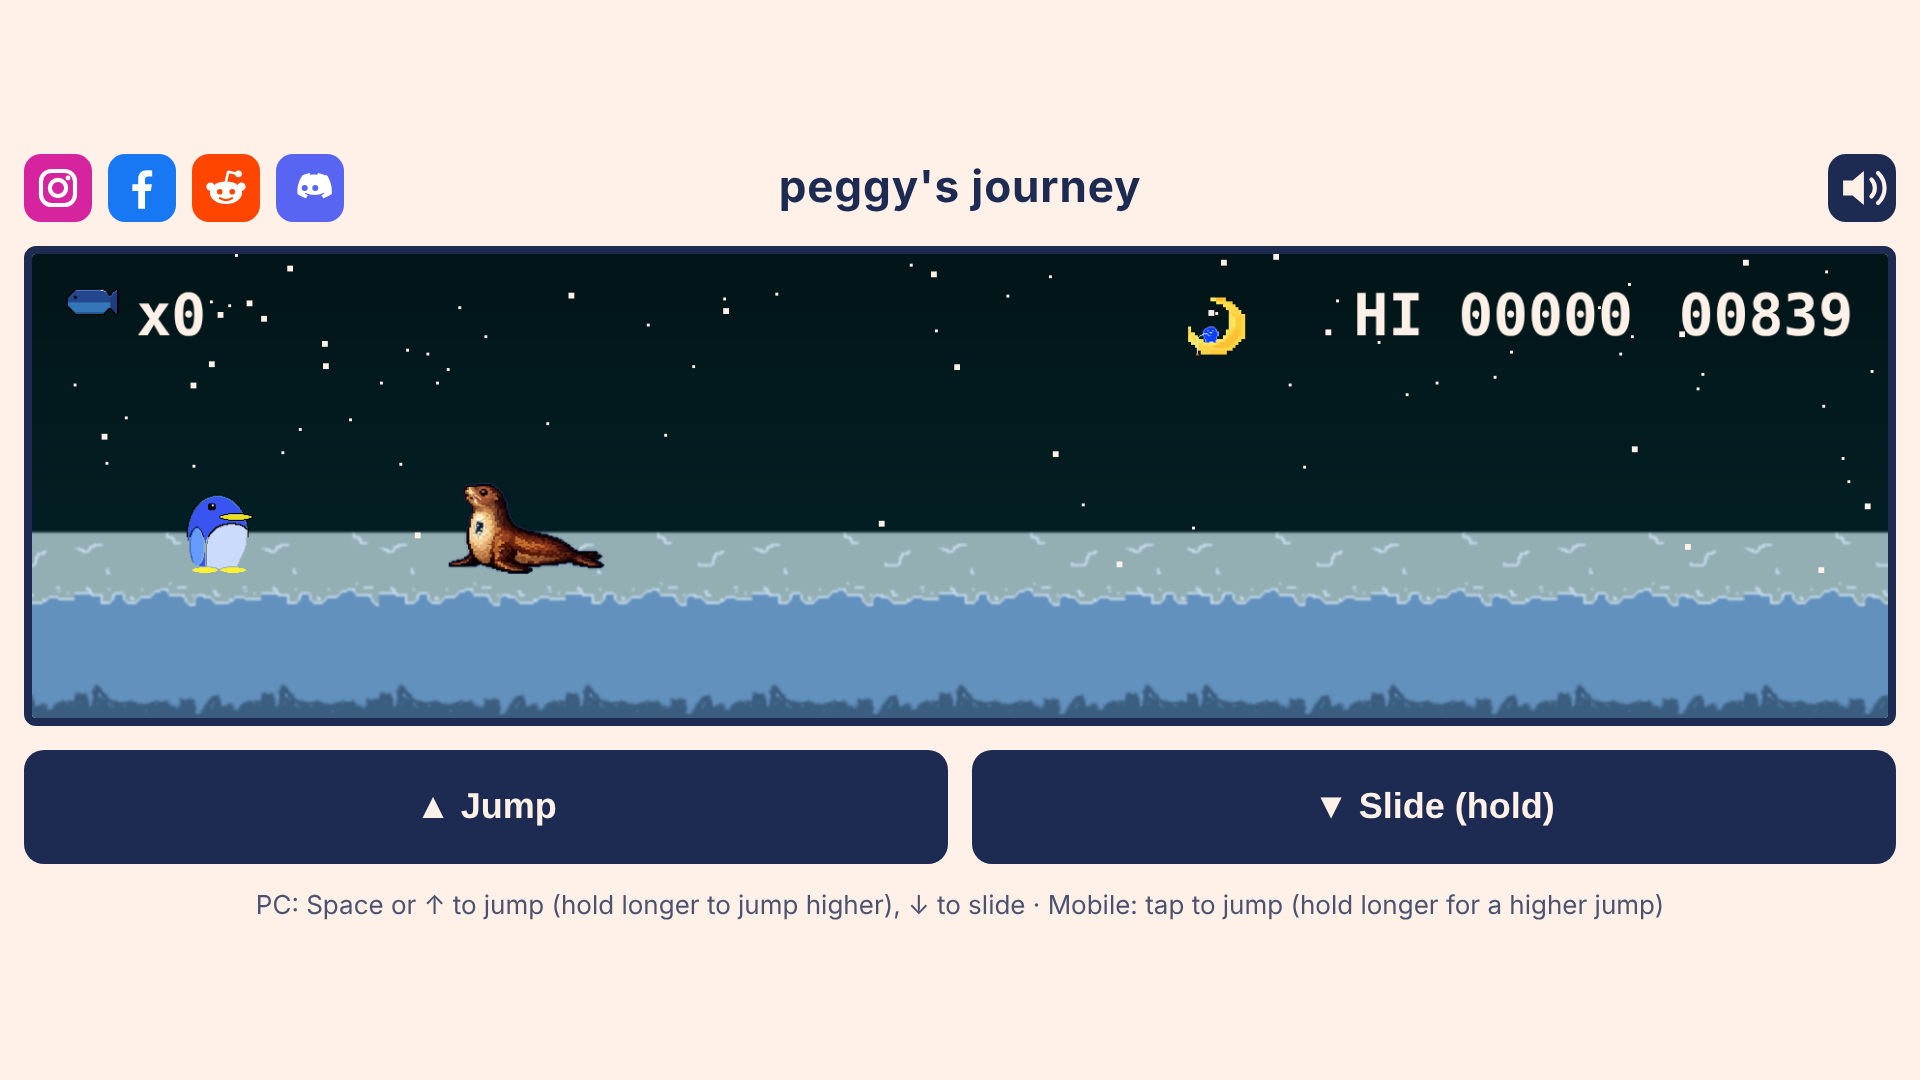 peggy's journey
x0
HI 00000 00839
▲ Jump
▼ Slide (hold)
PC: Space or ↑ to jump (hold longer to jump higher), ↓ to slide · Mobile: tap to jump (hold longer for a higher jump)